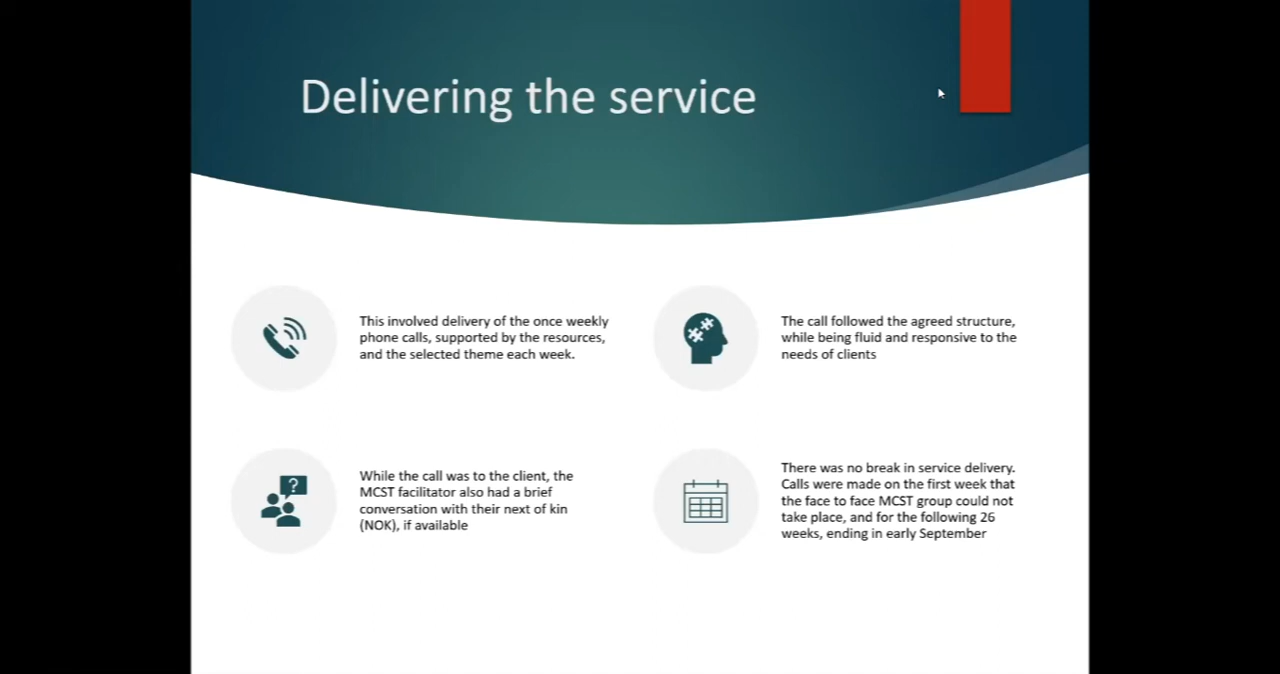 Delivering the service
This involved delivery of the once weekly
phone calls, supported by the resources,
and the selected theme each week.
The call followed the agreed structure,
while being fluid and responsive to the
needs of clients
?
While the call was to the client, the
MCST facilitator also had a brief
conversation with their next of kin
(NOK), if available
There was no break in service delivery.
Calls were made on the first week that
the face to face MCST group could not
take place, and for the following 26
weeks, ending in early September